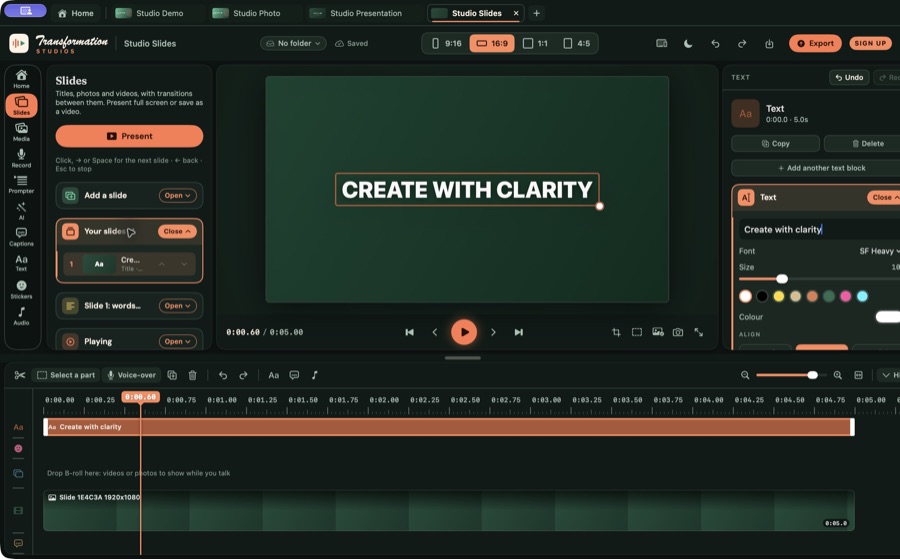 Home
Studio Demo
Studio Photo
Studio Presentation
Studio Slides
Transformation
STUDIOS
Studio Slides
No folder
Saved
9:16
16:9
1:1
4:5
Export
SIGN UP
Home
Slides
Media
Record
Prompter
AI
Captions
Aa
Text
Stickers
Audio
Slides
Titles, photos and videos, with transitions
between them. Present full screen or save as
a video.
Present
Click, → or Space for the next slide · ← back ·
Esc to stop
Add a slide
Open
Your slides
Close
1
Aa
Cre...
Title ·...
Slide 1: words...
Open
Playing
Open
CREATE WITH CLARITY
0:00.60 / 0:05.00
TEXT
Undo
Aa
Text
0:00.0 · 5.0s
Copy
Delete
+ Add another text block
Text
Close
Create with clarity
Font
SF Heavy
Size
10
Colour
ALIGN
Select a part
Voice-over
Aa
0:00.00
0:00.25
0:00.60
0:00.75
0:01.00
0:01.25
0:01.50
0:01.75
0:02.00
0:02.25
0:02.50
0:02.75
0:03.00
0:03.25
0:03.50
0:03.75
0:04.00
0:04.25
0:04.50
0:04.75
0:05.00
Aa
Aa Create with clarity
Drop B-roll here: videos or photos to show while you talk
Slide 1E4C3A 1920x1080
0:05.0